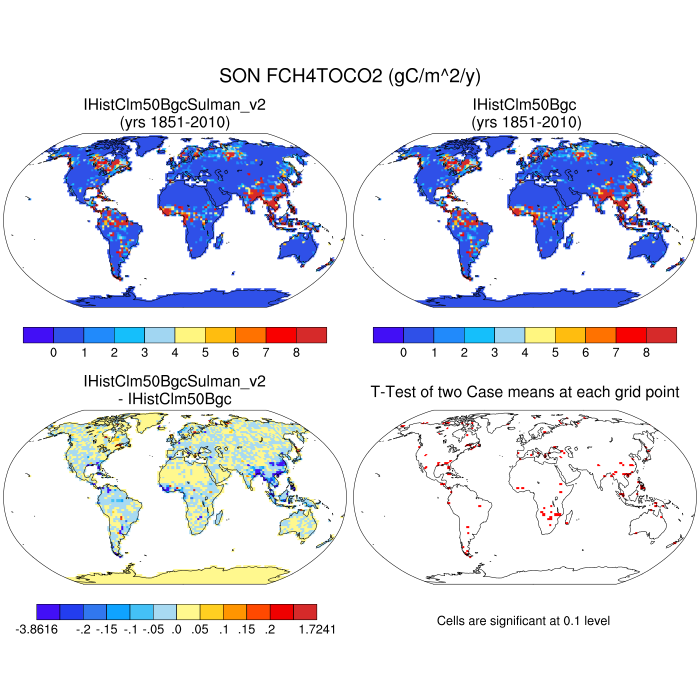 SON FCH4TOCO2 (gC/m^2/y)
IHistClm50BgcSulman_v2
(yrs 1851-2010)
IHistClm50Bgc
(yrs 1851-2010)
0 1 2 3 4 5 6 7 8
0 1 2 3 4 5 6 7 8
IHistClm50BgcSulman_v2
- IHistClm50Bgc
T-Test of two Case means at each grid point
-3.8616 -.2 -.15 -.1 -.05 .0 .05 .1 .15 .2 1.7241
Cells are significant at 0.1 level